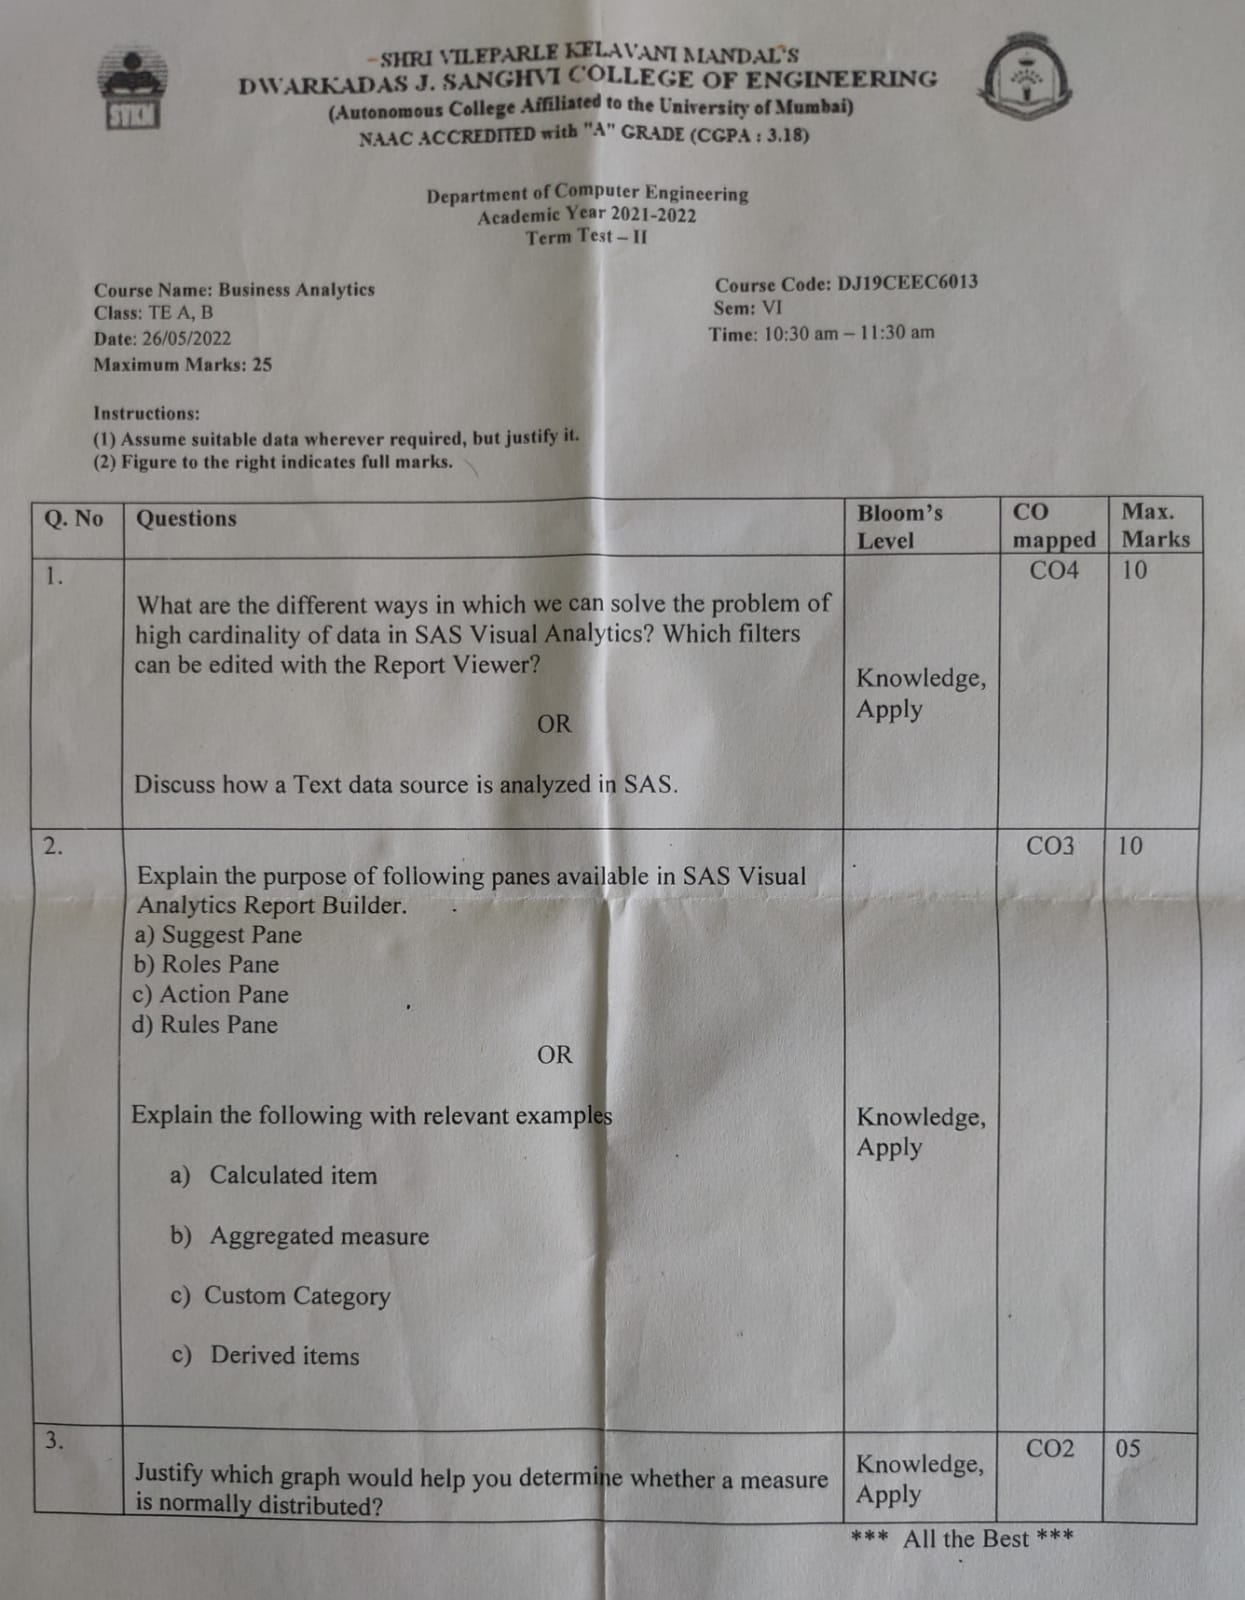 SHRI VILEPARLE KELAVANI MANDAL'S
DWARKADAS J. SANGHVI COLLEGE OF ENGINEERING
(Autonomous College Affiliated to the University of Mumbai)
NAAC ACCREDITED with "A" GRADE (CGPA : 3.18)
SVKM
Department of Computer Engineering
Academic Year 2021-2022
Term Test – II
Course Name: Business Analytics
Class: TE A, B
Date: 26/05/2022
Maximum Marks: 25
Course Code: DJ19CEEC6013
Sem: VI
Time: 10:30 am – 11:30 am
Instructions:
(1) Assume suitable data wherever required, but justify it.
(2) Figure to the right indicates full marks.
Q. No Questions Bloom's Level CO mapped Max. Marks
1. CO4 10
What are the different ways in which we can solve the problem of
high cardinality of data in SAS Visual Analytics? Which filters
can be edited with the Report Viewer?
Knowledge,
Apply
OR
Discuss how a Text data source is analyzed in SAS.
2. CO3 10
Explain the purpose of following panes available in SAS Visual
Analytics Report Builder.
a) Suggest Pane
b) Roles Pane
c) Action Pane
d) Rules Pane
OR
Explain the following with relevant examples
Knowledge,
Apply
a) Calculated item
b) Aggregated measure
c) Custom Category
c) Derived items
3. CO2 05
Justify which graph would help you determine whether a measure
is normally distributed?
Knowledge,
Apply
*** All the Best ***